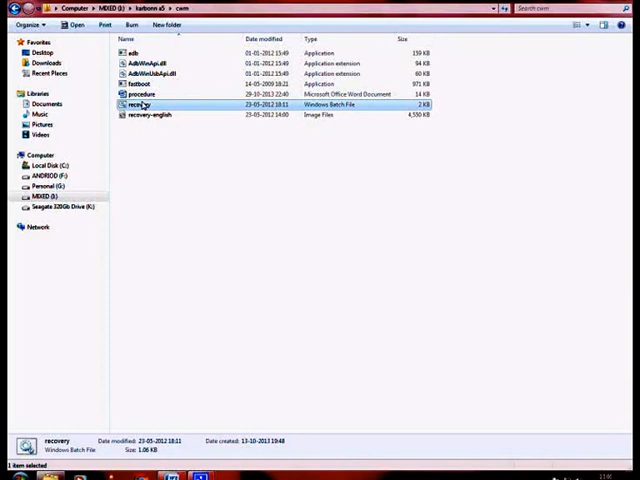 Computer ▸ MIXED (I:) ▸ karbonn a5 ▸ cwm
Search cwm
Organize Open Print Burn New folder
Name Date modified Type Size
Favorites
Desktop
Downloads
Recent Places
Libraries
Documents
Music
Pictures
Videos
Computer
Local Disk (C:)
ANDRIOD (F:)
Personal (G:)
MIXED (I:)
Seagate 320Gb Drive (K:)
Network
adb 01-01-2012 15:49 Application 159 KB
AdbWinApi.dll 01-01-2012 15:49 Application extension 94 KB
AdbWinUsbApi.dll 01-01-2012 15:49 Application extension 60 KB
fastboot 14-05-2009 18:21 Application 971 KB
procedure 29-10-2013 22:40 Microsoft Office Word Document 14 KB
recovery 23-05-2012 18:11 Windows Batch File 2 KB
recovery-english 23-05-2012 14:00 Image Files 4,550 KB
recovery Date modified: 23-05-2012 18:11 Date created: 13-10-2013 19:48
Windows Batch File Size: 1.06 KB
1 item selected